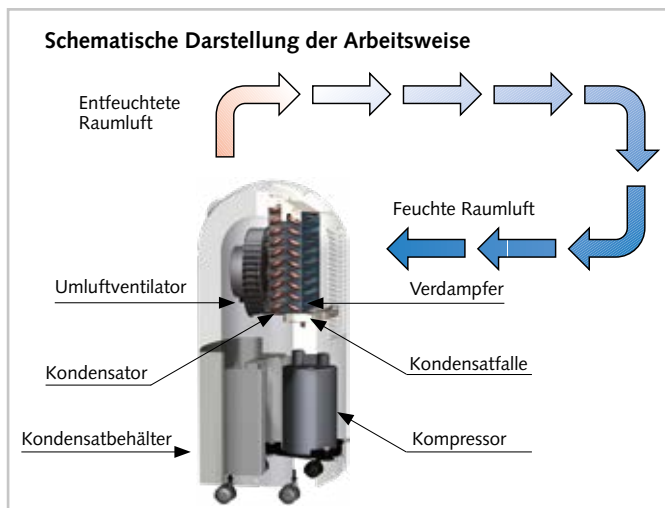 Schematische Darstellung der Arbeitsweise
Entfeuchtete
Raumluft
Feuchte Raumluft
Umluftventilator
Verdampfer
Kondensator
Kondensatfalle
Kondensatbehälter
Kompressor